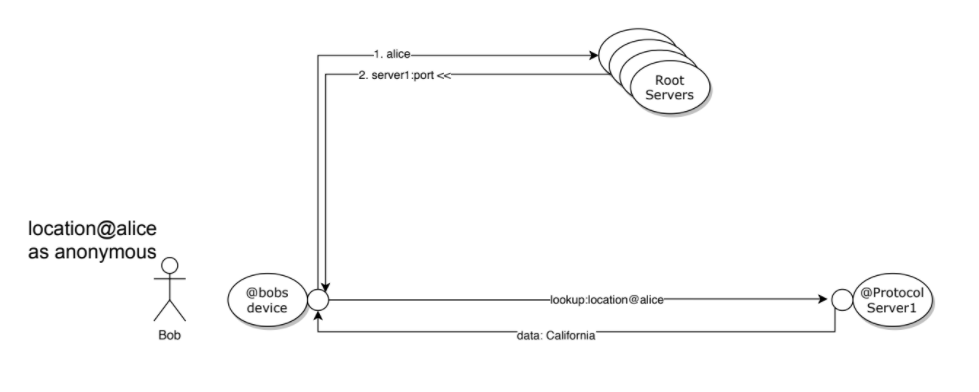 1. alice
2. server1:port <<
Root
Servers
location@alice
as anonymous
@bobs
device
lookup:location@alice
@Protocol
Server1
data: California
Bob